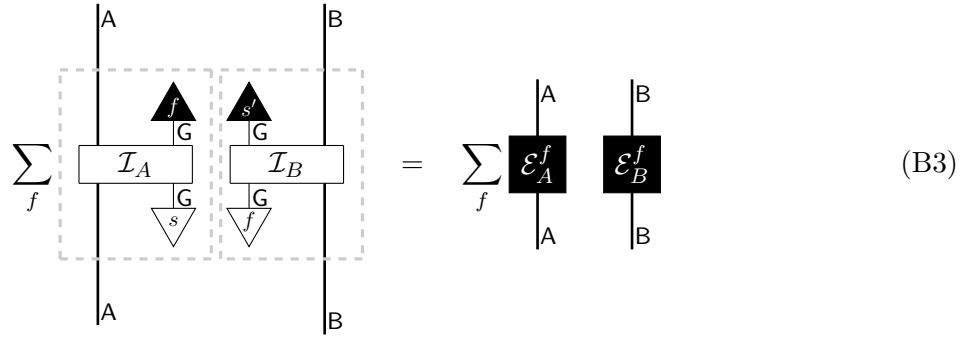 A B
f s′ A B
G G
∑ I_A I_B = ∑ ℰ_A^f ℰ_B^f (B3)
f f
G G
s f A B
A B